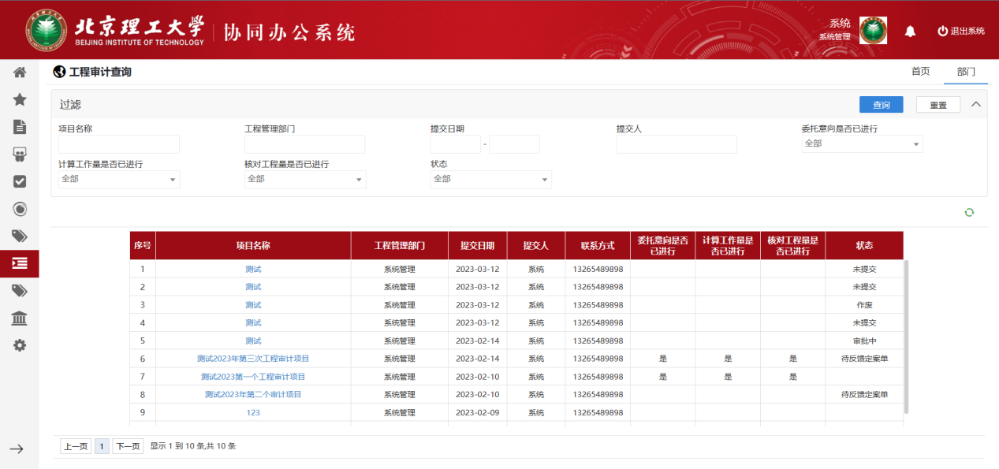 北京理工大学
BEIJING INSTITUTE OF TECHNOLOGY
协同办公系统
系统
系统管理
退出系统
工程审计查询
首页 部门
过滤
查询 重置
项目名称 工程管理部门 提交日期 提交人 委托意向是否已进行
- 全部
计算工作量是否已进行 核对工程量是否已进行 状态
全部 全部 全部
序号 项目名称 工程管理部门 提交日期 提交人 联系方式 委托意向是否已进行 计算工作量是否已进行 核对工程量是否已进行 状态
1 测试 系统管理 2023-03-12 系统 13265489898 未提交
2 测试 系统管理 2023-03-12 系统 13265489898 未提交
3 测试 系统管理 2023-03-12 系统 13265489898 作废
4 测试 系统管理 2023-03-12 系统 13265489898 未提交
5 测试 系统管理 2023-02-14 系统 13265489898 审批中
6 测试2023年第三次工程审计项目 系统管理 2023-02-14 系统 13265489898 是 是 是 待反馈定案单
7 测试2023第一个工程审计项目 系统管理 2023-02-10 系统 13265489898 是 是 是
8 测试2023年第二个审计项目 系统管理 2023-02-10 系统 13265489898 待反馈定案单
9 123 系统管理 2023-02-09 系统 13265489898
上一页 1 下一页 显示 1 到 10 条,共 10 条